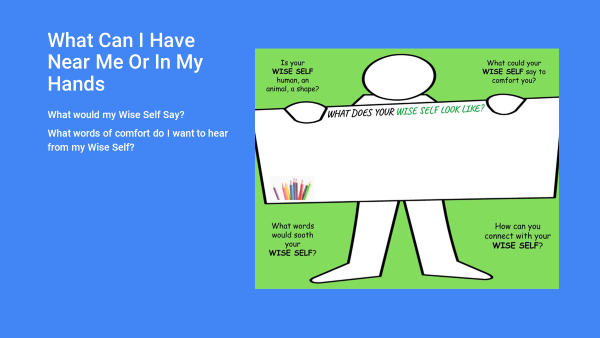 What Can I Have
Near Me Or In My
Hands
What would my Wise Self Say?
What words of comfort do I want to hear
from my Wise Self?
Is your
WISE SELF
human, an
animal, a shape?
What could your
WISE SELF say to
comfort you?
WHAT DOES YOUR WISE SELF LOOK LIKE?
What words
would sooth
your
WISE SELF?
How can you
connect with your
WISE SELF?